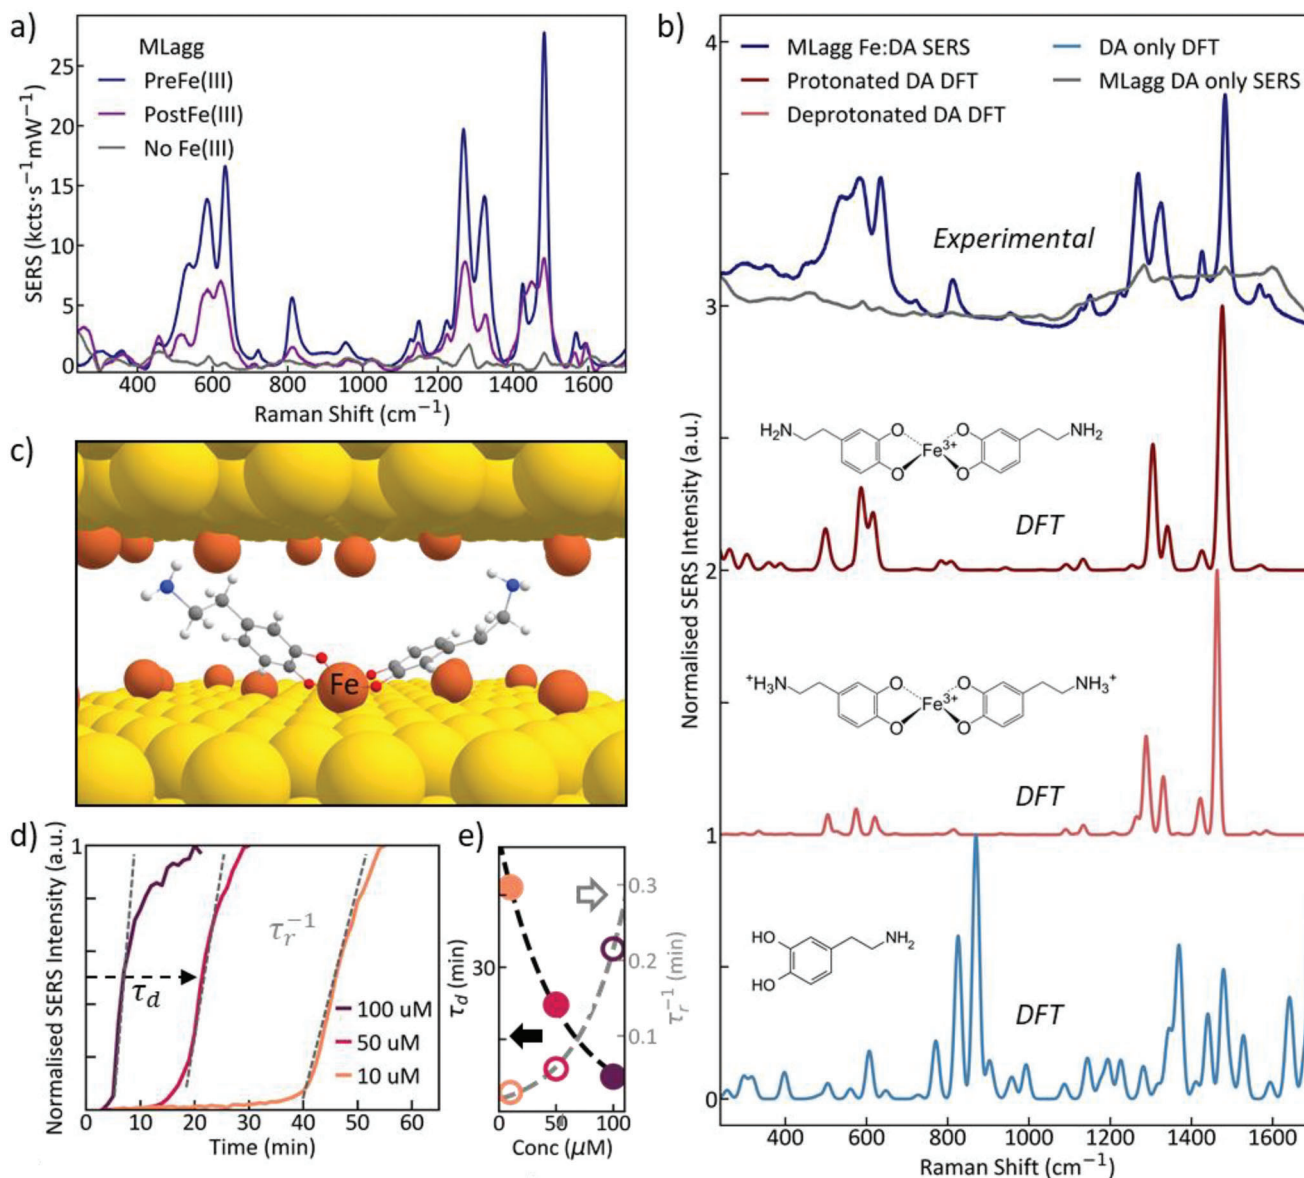 a)
MLagg
PreFe(III)
PostFe(III)
No Fe(III)
SERS (kcts·s⁻¹mW⁻¹)
25
20
15
10
5
0
400 600 800 1000 1200 1400 1600
Raman Shift (cm⁻¹)
b)
MLagg Fe:DA SERS
Protonated DA DFT
Deprotonated DA DFT
DA only DFT
MLagg DA only SERS
Normalised SERS Intensity (a.u.)
4
3
2
1
0
Experimental
H₂N O O NH₂
Fe³⁺
O O
DFT
⁺H₃N O O NH₃⁺
Fe³⁺
O O
DFT
HO NH₂
HO
DFT
400 600 800 1000 1200 1400 1600
Raman Shift (cm⁻¹)
c)
Fe
d)
Normalised SERS Intensity (a.u.)
1
0
τr⁻¹
τd
100 uM
50 uM
10 uM
0 10 20 30 40 50 60
Time (min)
e)
τd (min)
30
0.3
0.2
0.1
τr⁻¹ (min)
0 50 100
Conc (μM)